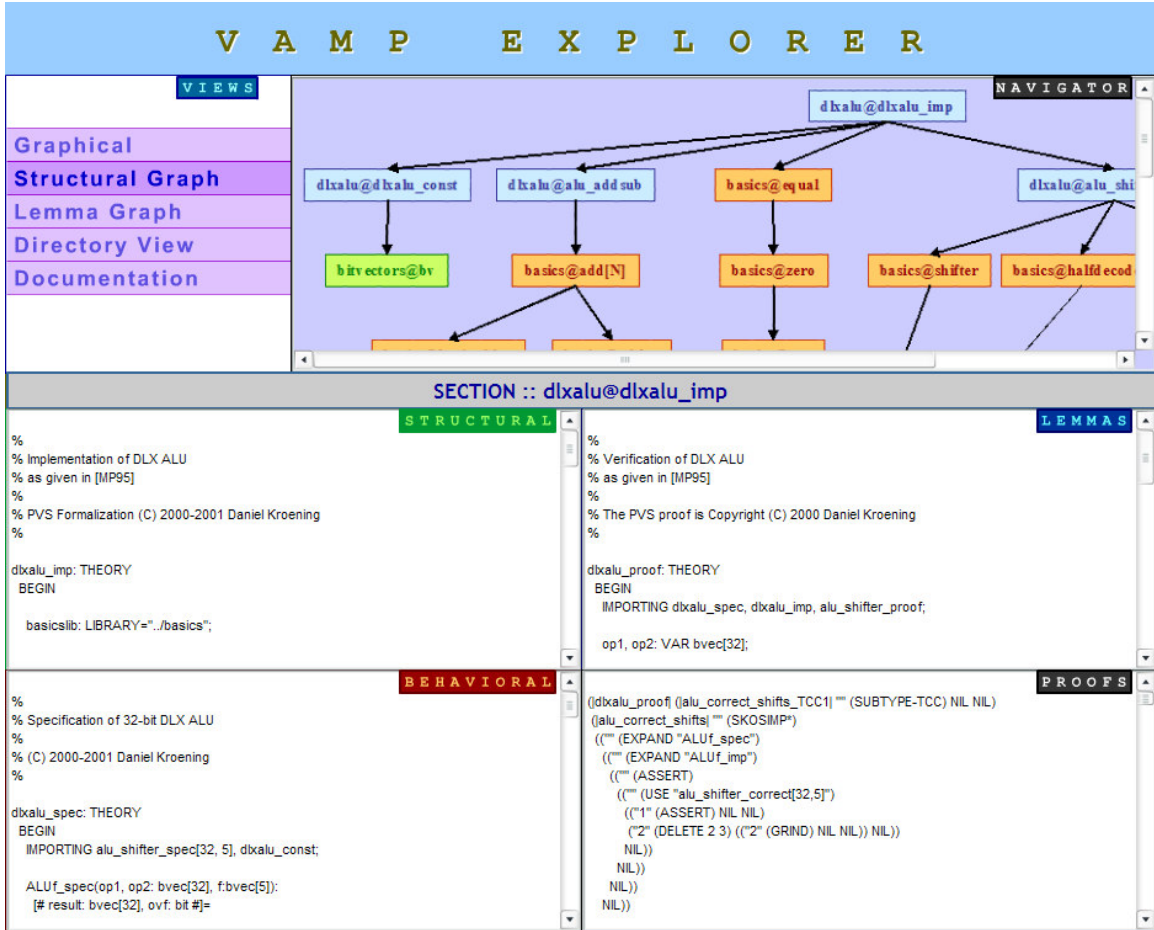 VAMP EXPLORER
VIEWS
Graphical
Structural Graph
Lemma Graph
Directory View
Documentation
NAVIGATOR
dlxalu@dlxalu_imp
dlxalu@dlxalu_const
dlxalu@alu_addsub
basics@equal
dlxalu@alu_shi
bitvectors@bv
basics@add[N]
basics@zero
basics@shifter
basics@halfdecod
SECTION :: dlxalu@dlxalu_imp
STRUCTURAL
%
% Implementation of DLX ALU
% as given in [MP95]
%
% PVS Formalization (C) 2000-2001 Daniel Kroening
%
dlxalu_imp: THEORY
BEGIN
basicslib: LIBRARY="../basics";
LEMMAS
%
% Verification of DLX ALU
% as given in [MP95]
%
% The PVS proof is Copyright (C) 2000 Daniel Kroening
%
dlxalu_proof: THEORY
BEGIN
IMPORTING dlxalu_spec, dlxalu_imp, alu_shifter_proof;
op1, op2: VAR bvec[32];
BEHAVIORAL
%
% Specification of 32-bit DLX ALU
%
% (C) 2000-2001 Daniel Kroening
%
dlxalu_spec: THEORY
BEGIN
IMPORTING alu_shifter_spec[32, 5], dlxalu_const;
ALUf_spec(op1, op2: bvec[32], f:bvec[5]):
[# result: bvec[32], ovf: bit #]=
PROOFS
(|dlxalu_proof| (|alu_correct_shifts_TCC1| "" (SUBTYPE-TCC) NIL NIL)
(|alu_correct_shifts| "" (SKOSIMP*)
(("" (EXPAND "ALUf_spec")
(("" (EXPAND "ALUf_imp")
(("" (ASSERT)
(("" (USE "alu_shifter_correct[32,5]")
(("1" (ASSERT) NIL NIL)
("2" (DELETE 2 3) (("2" (GRIND) NIL NIL)) NIL))
NIL))
NIL))
NIL))
NIL))